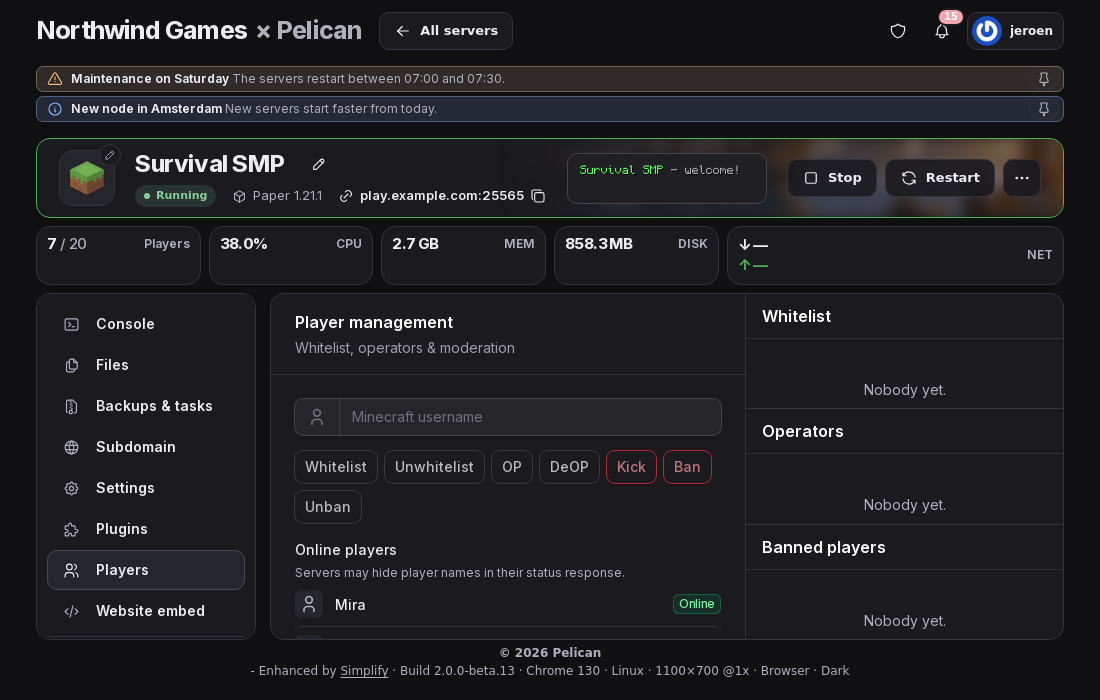 Northwind Games × Pelican
All servers
15
jeroen
Maintenance on Saturday The servers restart between 07:00 and 07:30.
New node in Amsterdam New servers start faster from today.
Survival SMP
Running
Paper 1.21.1
play.example.com:25565
Survival SMP — welcome!
Stop
Restart
...
7 / 20 Players
38.0% CPU
2.7 GB MEM
858.3 MB DISK
↓—
↑—
NET
Console
Files
Backups & tasks
Subdomain
Settings
Plugins
Players
Website embed
Player management
Whitelist, operators & moderation
Minecraft username
Whitelist Unwhitelist OP DeOP Kick Ban
Unban
Online players
Servers may hide player names in their status response.
Mira Online
Whitelist
Nobody yet.
Operators
Nobody yet.
Banned players
Nobody yet.
© 2026 Pelican
- Enhanced by Simplify · Build 2.0.0-beta.13 · Chrome 130 · Linux · 1100×700 @1x · Browser · Dark